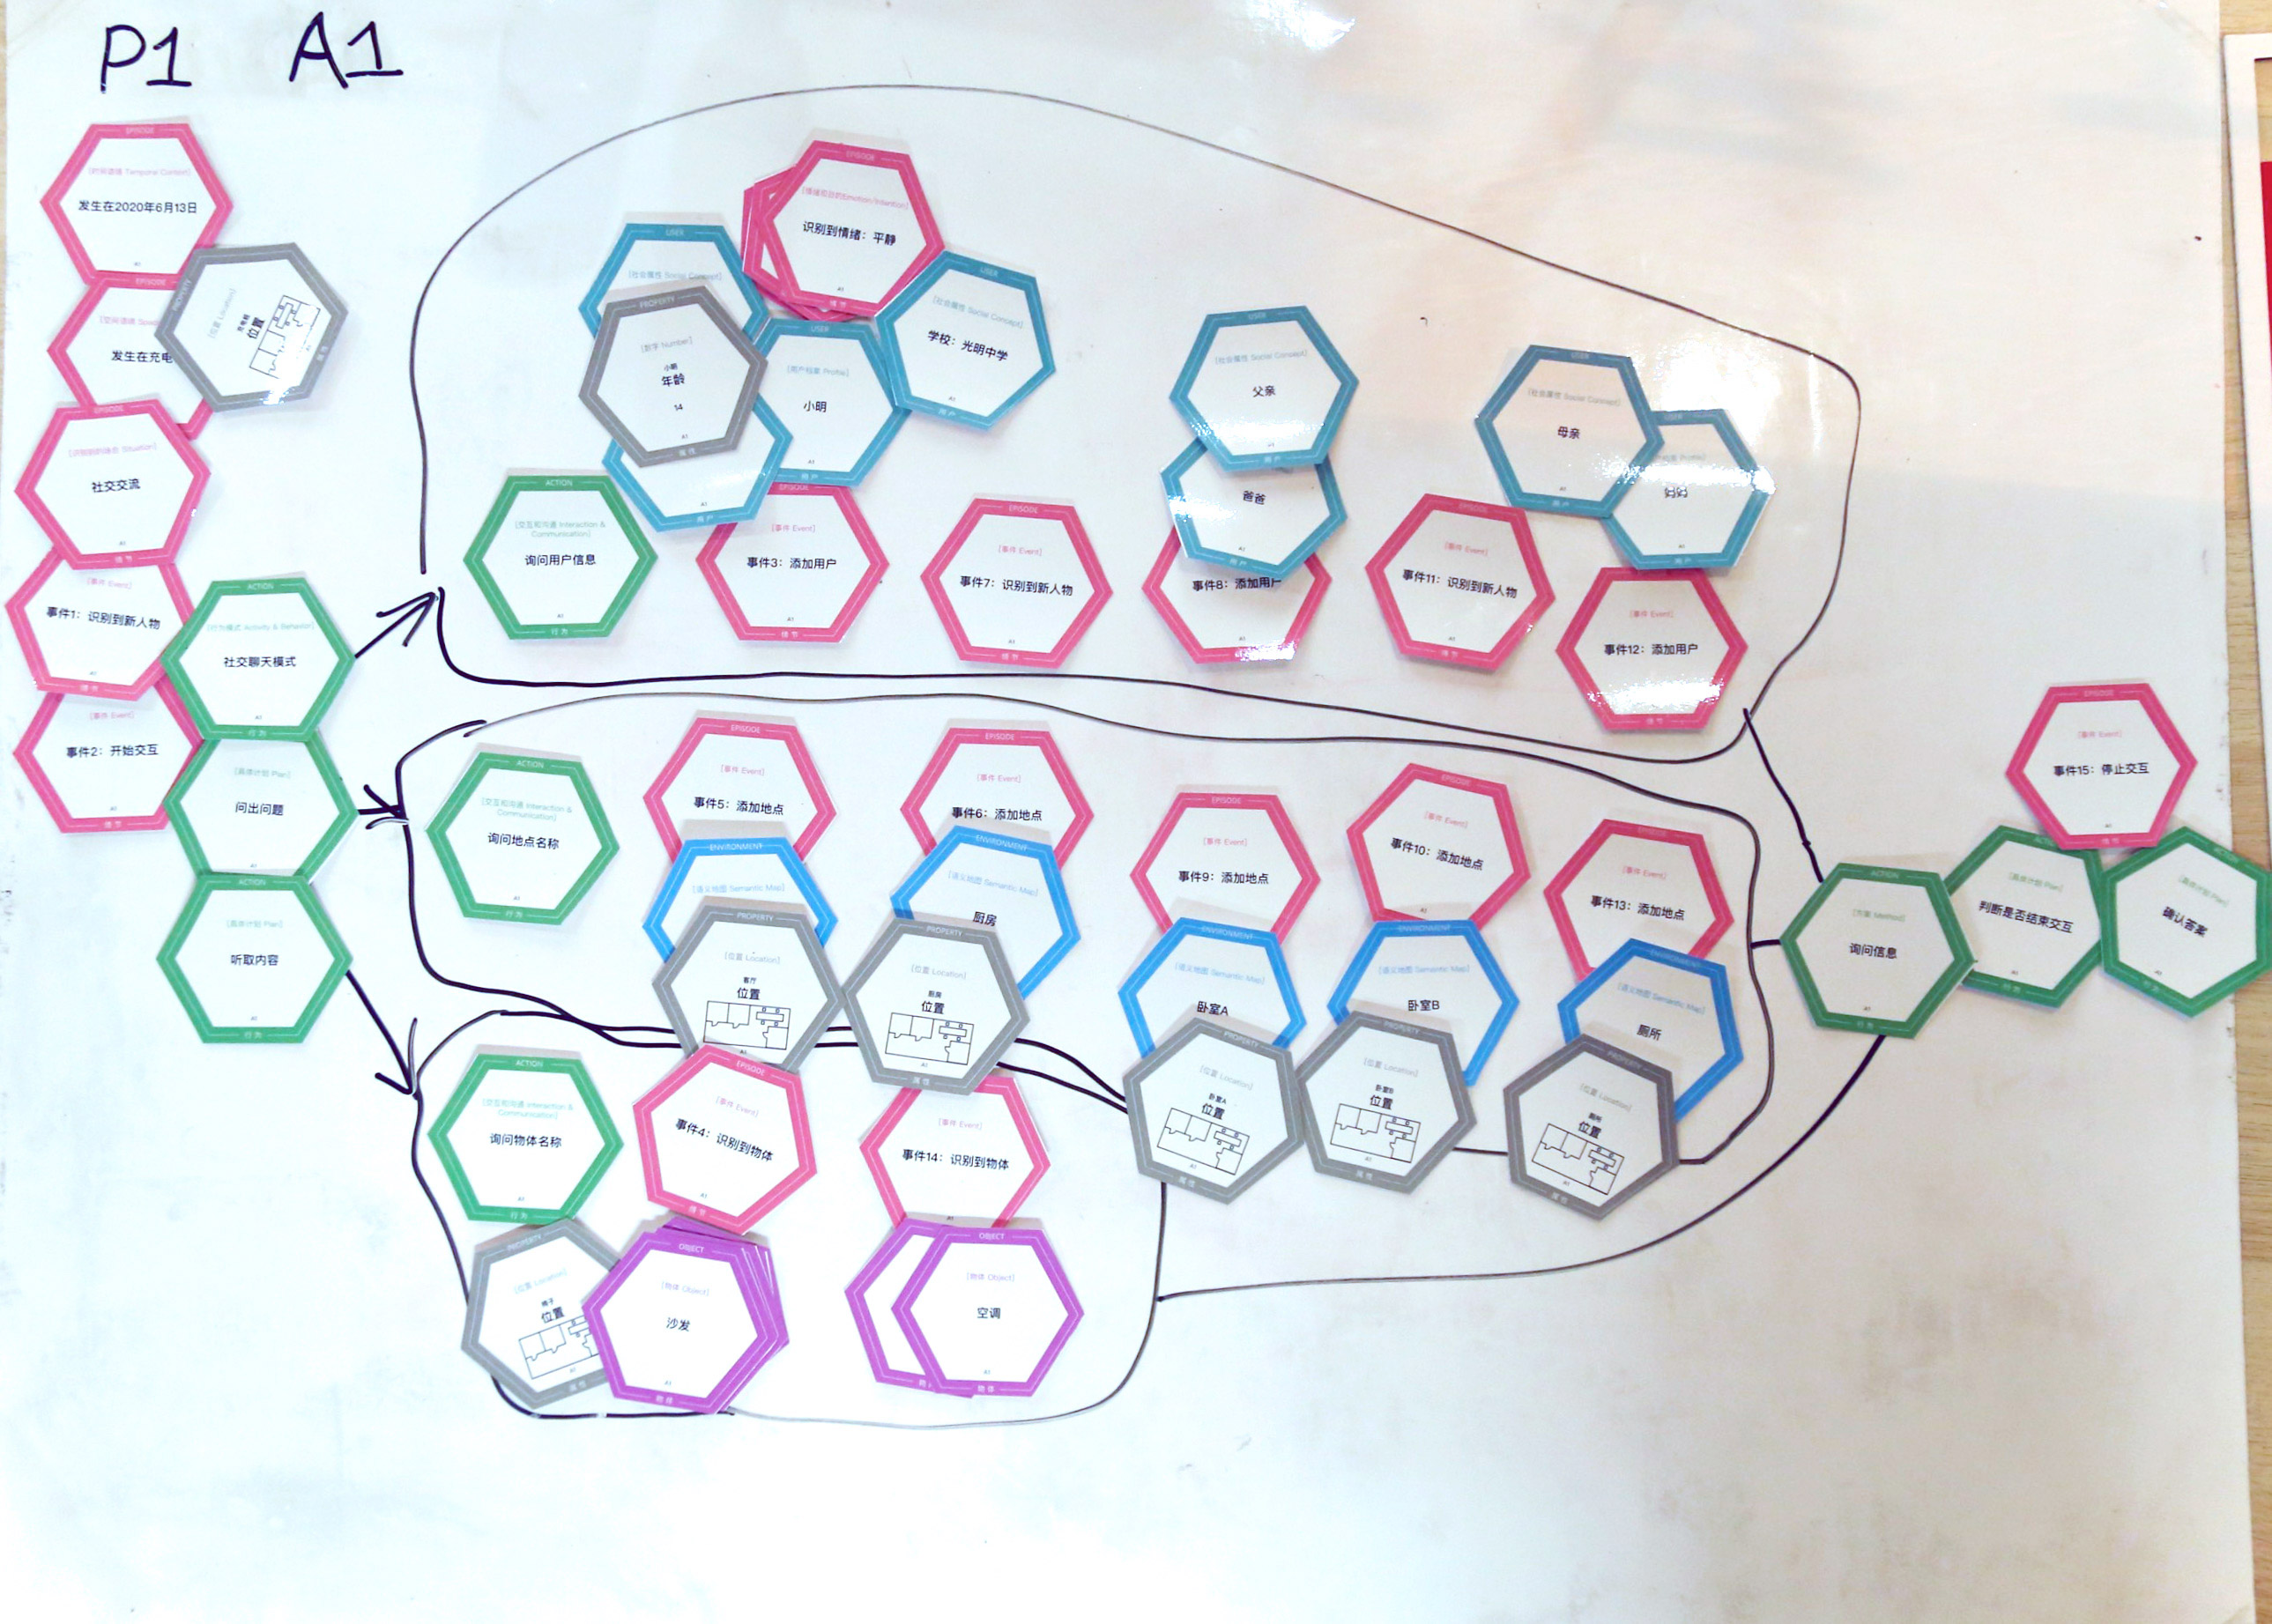 P1 A1
EPISODE
[时间语境 Temporal Context]
发生在2020年6月13日
A1
EPISODE
发生在充电
PROPERTY
[位置 Location]
位置
属性
EPISODE
[识别到的场合 Situation]
社交交流
A1
情节
[事件 Event]
事件1：识别到新人物
A1
情节
[事件 Event]
事件2：开始交互
A1
情节
ACTION
[行为模式 Activity & Behavior]
社交聊天模式
A1
行为
[具体计划 Plan]
问出问题
A1
ACTION
[具体计划 Plan]
听取内容
A1
行为
EPISODE
识别到情绪：平静
A1
情节
USER
[社会属性 Social Concept]
PROPERTY
[数字 Number]
小明
年龄
14
A1
属性
A1
用户
USER
[用户档案 Profile]
小明
A1
用户
USER
[社会属性 Social Concept]
学校：光明中学
A1
用户
USER
[社会属性 Social Concept]
父亲
A1
用户
爸爸
A1
用户
USER
[社会属性 Social Concept]
母亲
A1
用户
USER
A1
用户
ACTION
[交互和沟通 Interaction &
Communication]
询问用户信息
A1
行为
EPISODE
[事件 Event]
事件3：添加用户
A1
情节
EPISODE
[事件 Event]
事件7：识别到新人物
A1
情节
事件8：添加用户
A1
情节
EPISODE
[事件 Event]
事件11：识别到新人物
A1
情节
[事件 Event]
事件12：添加用户
A1
情节
ACTION
[交互和沟通 Interaction &
Communication]
询问地点名称
A1
行为
EPISODE
[事件 Event]
事件5：添加地点
ENVIRONMENT
[语义地图 Semantic Map]
PROPERTY
[位置 Location]
客厅
位置
A1
EPISODE
[事件 Event]
事件6：添加地点
ENVIRONMENT
[语义地图 Semantic Map]
厨房
PROPERTY
[位置 Location]
厨房
位置
A1
属性
EPISODE
[事件 Event]
事件9：添加地点
ENVIRONMENT
[语义地图 Semantic Map]
卧室A
PROPERTY
[位置 Location]
卧室A
位置
A1
属性
EPISODE
[事件 Event]
事件10：添加地点
A1
ENVIRONMENT
[语义地图 Semantic Map]
卧室B
PROPERTY
[位置 Location]
卧室B
位置
A1
属性
EPISODE
[事件 Event]
事件13：添加地点
ENVIRONMENT
[语义地图 Semantic Map]
厕所
PROPERTY
[位置 Location]
厕所
位置
A1
属性
ACTION
[交互和沟通 Interaction &
Communication]
询问物体名称
A1
行为
EPISODE
[事件 Event]
事件4：识别到物体
A1
情节
[事件 Event]
事件14：识别到物体
A1
PROPERTY
[位置 Location]
位置
A1
属性
OBJECT
[物体 Object]
沙发
A1
物体
OBJECT
[物体 Object]
空调
A1
物体
ACTION
[方案 Method]
询问信息
A1
行为
[具体计划 Plan]
判断是否结束交互
A1
行为
EPISODE
[事件 Event]
事件15：停止交互
A1
情节
ACTION
[具体计划 Plan]
确认答案
A1
行为